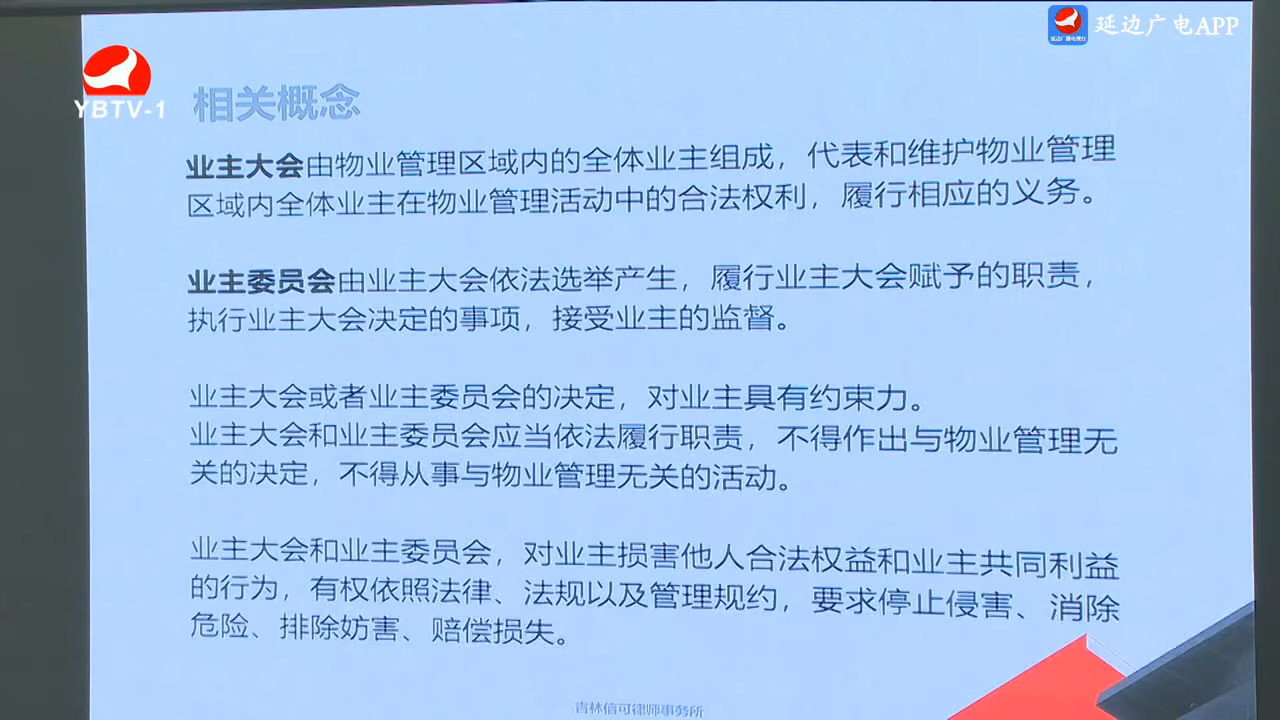 延边广电APP
YBTV-1
相关概念
业主大会由物业管理区域内的全体业主组成，代表和维护物业管理
区域内全体业主在物业管理活动中的合法权利，履行相应的义务。
业主委员会由业主大会依法选举产生，履行业主大会赋予的职责，
执行业主大会决定的事项，接受业主的监督。
业主大会或者业主委员会的决定，对业主具有约束力。
业主大会和业主委员会应当依法履行职责，不得作出与物业管理无
关的决定，不得从事与物业管理无关的活动。
业主大会和业主委员会，对业主损害他人合法权益和业主共同利益
的行为，有权依照法律、法规以及管理规约，要求停止侵害、消除
危险、排除妨害、赔偿损失。
吉林信可律师事务所